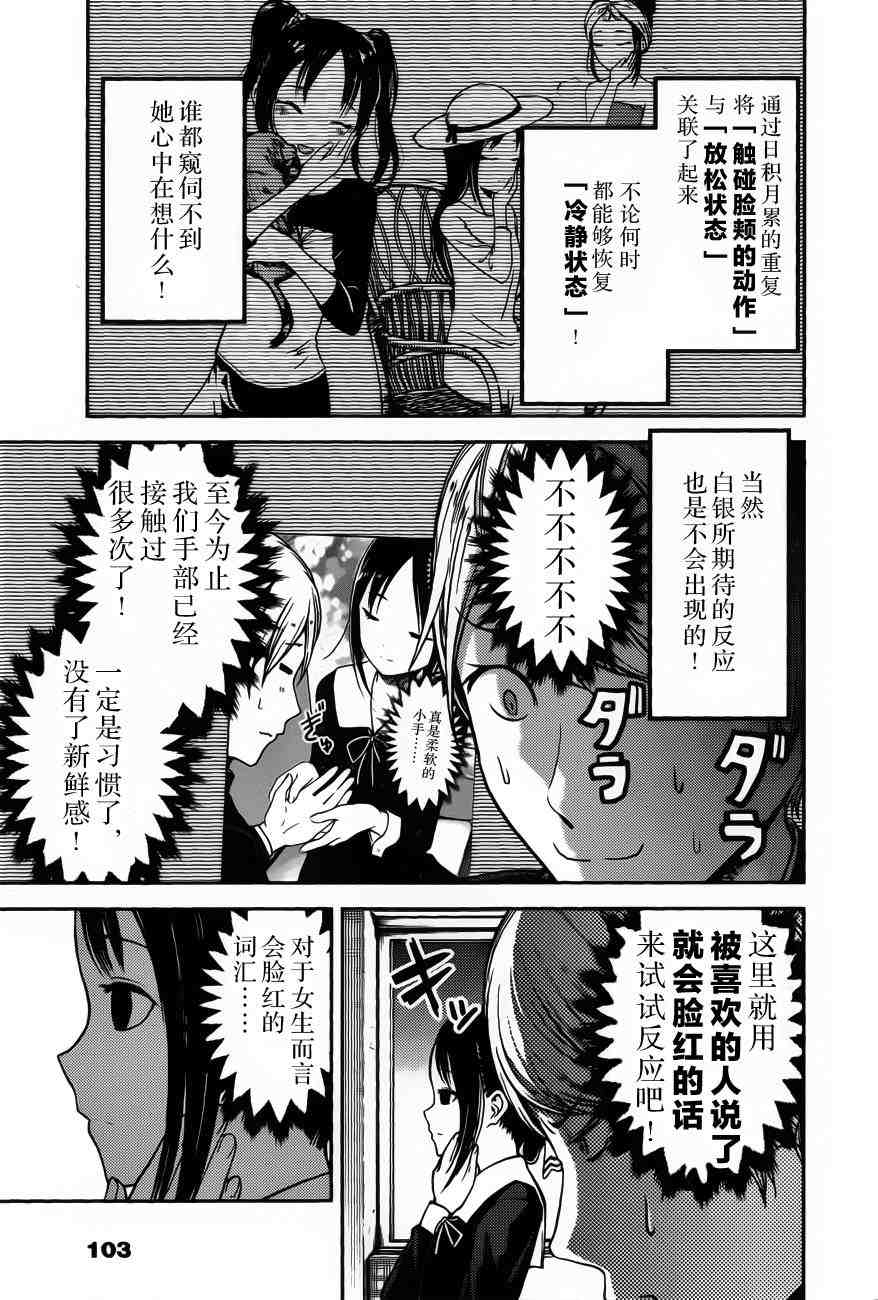 通过日积月累的重复
将「触碰脸颊的动作」
与「放松状态」
关联了起来
不论何时
都能够恢复
「冷静状态」！
谁都窥伺不到
她心中在想什么！
当然
白银所期待的反应
也是不会出现的！
不不不不不
ダラ
ダラ
真是柔软的
小手……
ぎゅ
至今为止
我们手部已经
接触过
很多次了！
一定是习惯了，
没有了新鲜感！
这里就用
被喜欢的人说了
就会脸红的话
来试试反应吧！
キッ
对于女生而言
会脸红的
词汇……
103